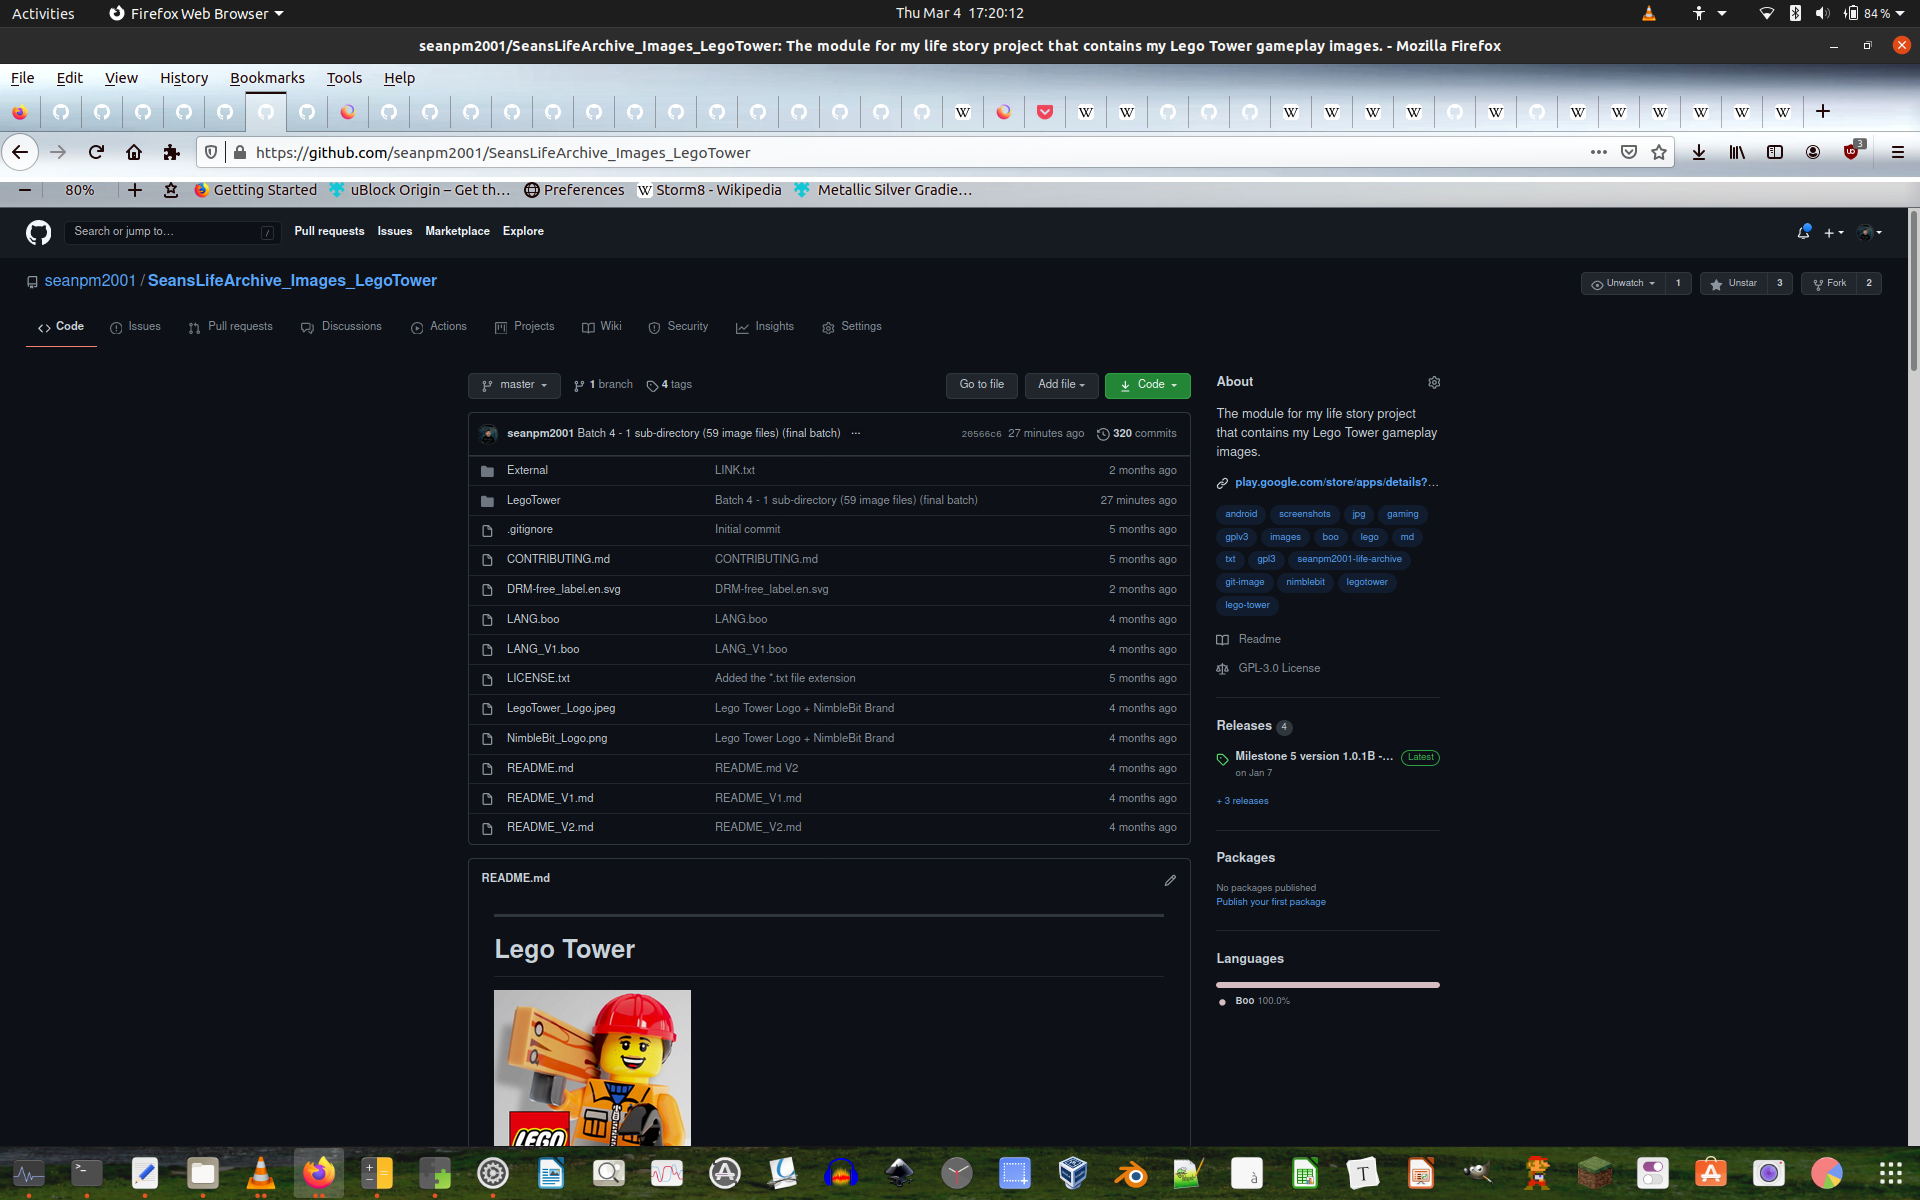 Activities Firefox Web Browser Thu Mar 4 17:20:12 84 %
seanpm2001/SeansLifeArchive_Images_LegoTower: The module for my life story project that contains my Lego Tower gameplay images. - Mozilla Firefox
File Edit View History Bookmarks Tools Help
https://github.com/seanpm2001/SeansLifeArchive_Images_LegoTower 3
80% Getting Started uBlock Origin – Get th… Preferences Storm8 - Wikipedia Metallic Silver Gradie…
Search or jump to… / Pull requests Issues Marketplace Explore
seanpm2001 / SeansLifeArchive_Images_LegoTower Unwatch 1 Unstar 3 Fork 2
Code Issues Pull requests Discussions Actions Projects Wiki Security Insights Settings
master 1 branch 4 tags Go to file Add file Code
seanpm2001 Batch 4 - 1 sub-directory (59 image files) (final batch) ... 20566c6 27 minutes ago 320 commits
External LINK.txt 2 months ago
LegoTower Batch 4 - 1 sub-directory (59 image files) (final batch) 27 minutes ago
.gitignore Initial commit 5 months ago
CONTRIBUTING.md CONTRIBUTING.md 5 months ago
DRM-free_label.en.svg DRM-free_label.en.svg 2 months ago
LANG.boo LANG.boo 4 months ago
LANG_V1.boo LANG_V1.boo 4 months ago
LICENSE.txt Added the *.txt file extension 5 months ago
LegoTower_Logo.jpeg Lego Tower Logo + NimbleBit Brand 4 months ago
NimbleBit_Logo.png Lego Tower Logo + NimbleBit Brand 4 months ago
README.md README.md V2 4 months ago
README_V1.md README_V1.md 4 months ago
README_V2.md README_V2.md 4 months ago
README.md
Lego Tower
LEGO
About
The module for my life story project
that contains my Lego Tower gameplay
images.
play.google.com/store/apps/details?…
android screenshots jpg gaming
gplv3 images boo lego md
txt gpl3 seanpm2001-life-archive
git-image nimblebit legotower
lego-tower
Readme
GPL-3.0 License
Releases 4
Milestone 5 version 1.0.1B -… Latest
on Jan 7
+ 3 releases
Packages
No packages published
Publish your first package
Languages
Boo 100.0%